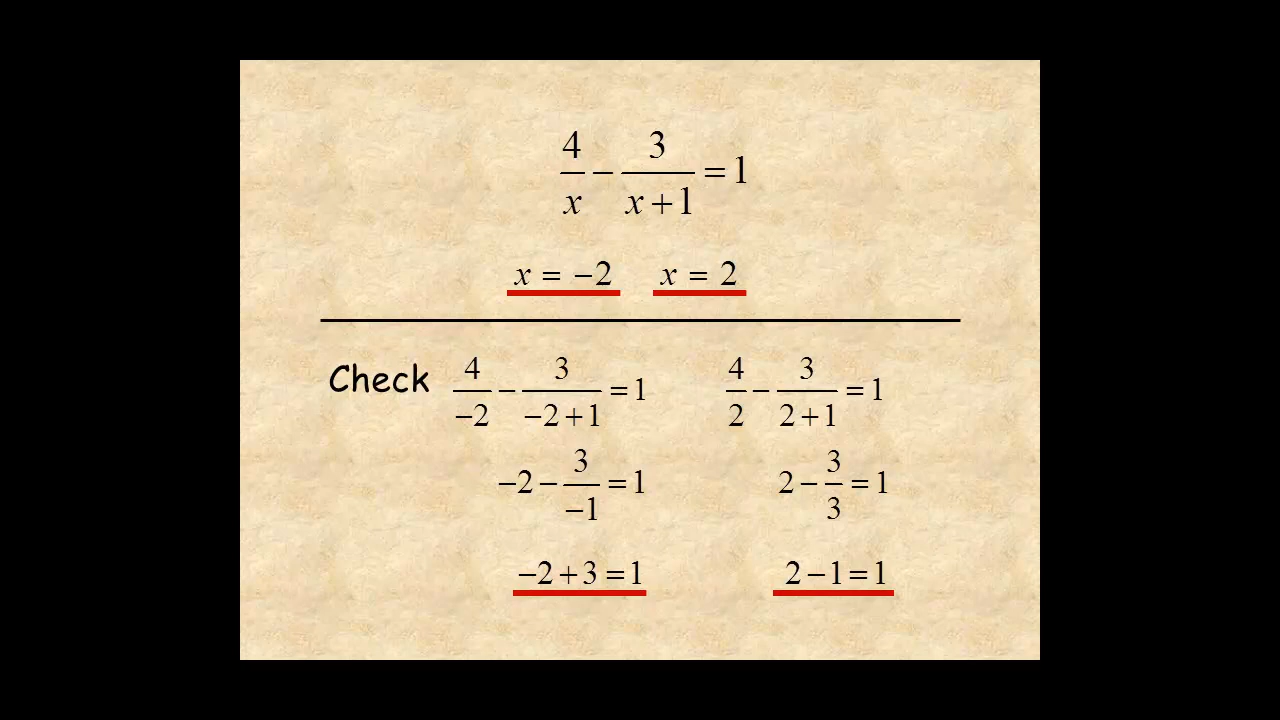 4/x − 3/(x+1) = 1
x = −2 x = 2
Check 4/−2 − 3/(−2+1) = 1 4/2 − 3/(2+1) = 1
−2 − 3/−1 = 1 2 − 3/3 = 1
−2+3=1 2−1=1